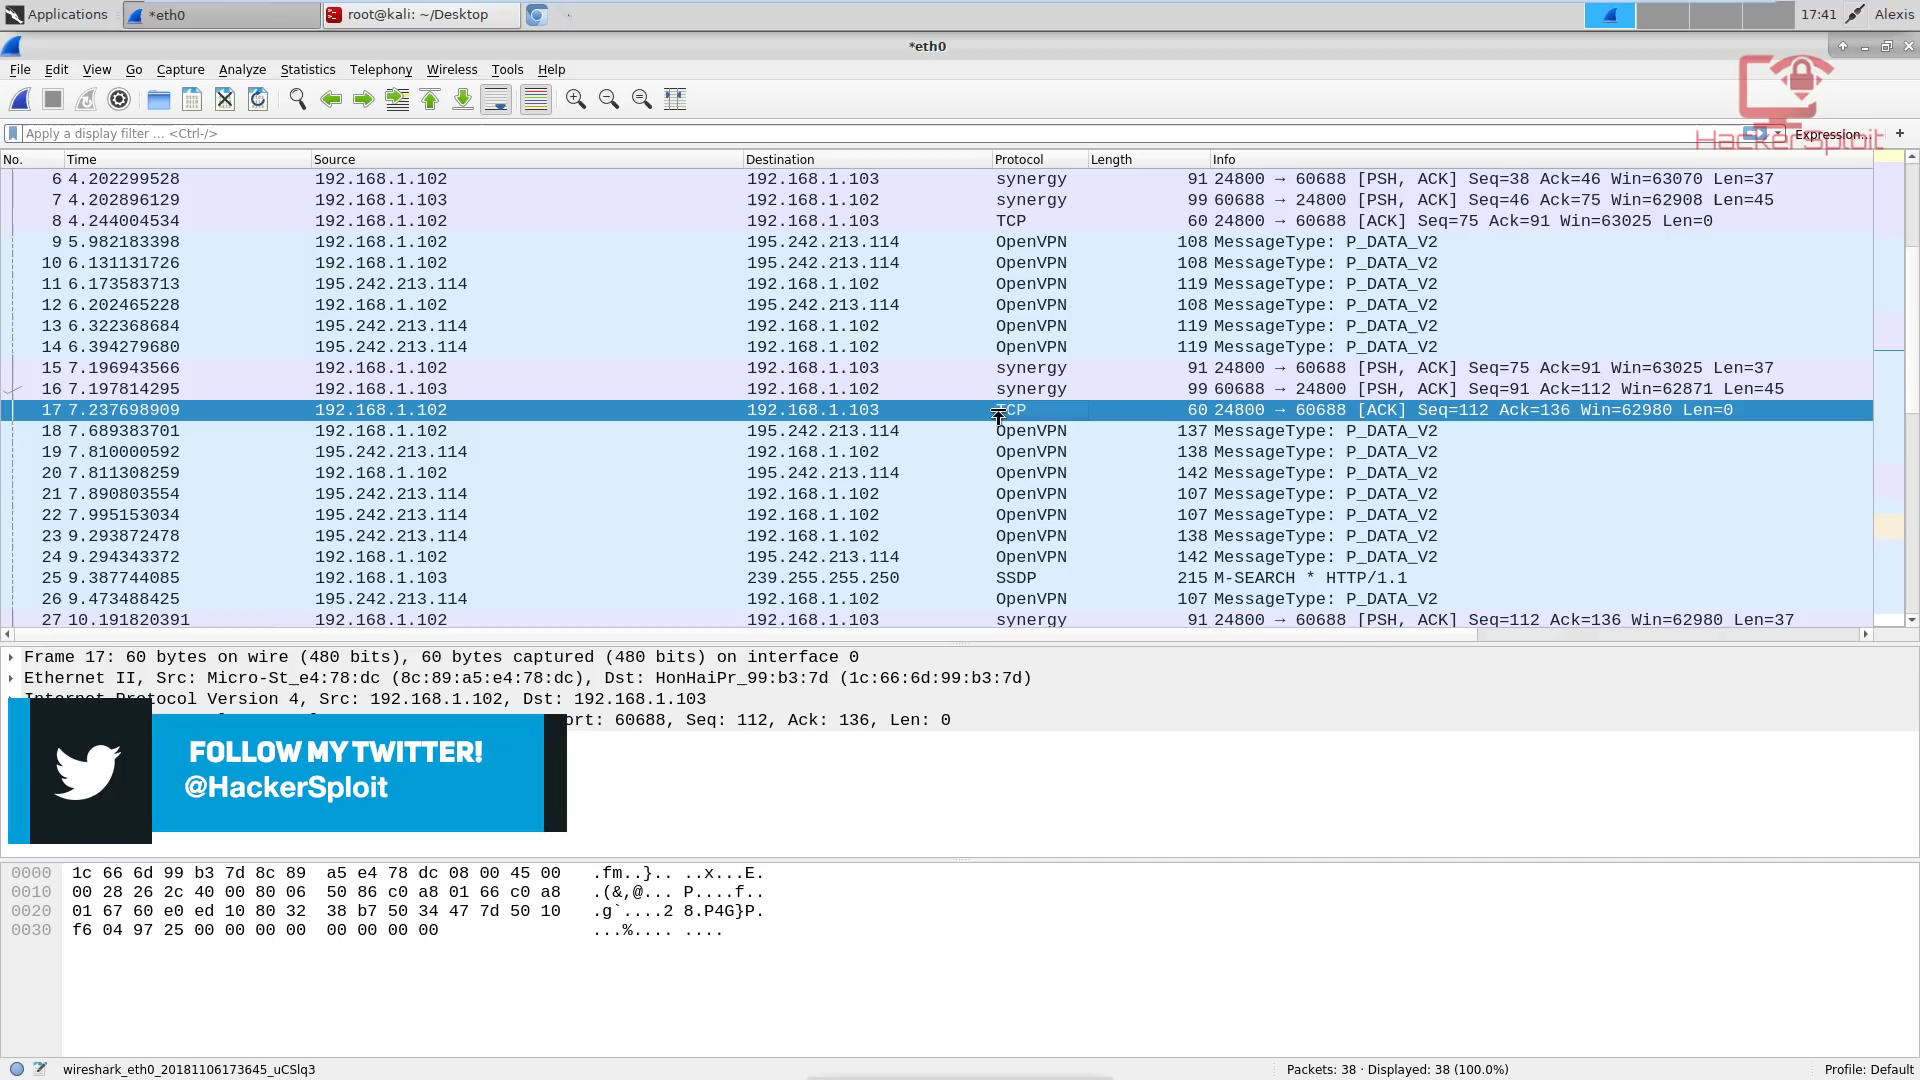 Applications
*eth0
root@kali: ~/Desktop
17:41
Alexis
*eth0
File Edit View Go Capture Analyze Statistics Telephony Wireless Tools Help
Apply a display filter ... <Ctrl-/>
Expression...
+
HackerSploit
No. Time Source Destination Protocol Length Info
6 4.202299528 192.168.1.102 192.168.1.103 synergy 91 24800 → 60688 [PSH, ACK] Seq=38 Ack=46 Win=63070 Len=37
7 4.202896129 192.168.1.103 192.168.1.102 synergy 99 60688 → 24800 [PSH, ACK] Seq=46 Ack=75 Win=62908 Len=45
8 4.244004534 192.168.1.102 192.168.1.103 TCP 60 24800 → 60688 [ACK] Seq=75 Ack=91 Win=63025 Len=0
9 5.982183398 192.168.1.102 195.242.213.114 OpenVPN 108 MessageType: P_DATA_V2
10 6.131131726 192.168.1.102 195.242.213.114 OpenVPN 108 MessageType: P_DATA_V2
11 6.173583713 195.242.213.114 192.168.1.102 OpenVPN 119 MessageType: P_DATA_V2
12 6.202465228 192.168.1.102 195.242.213.114 OpenVPN 108 MessageType: P_DATA_V2
13 6.322368684 195.242.213.114 192.168.1.102 OpenVPN 119 MessageType: P_DATA_V2
14 6.394279680 195.242.213.114 192.168.1.102 OpenVPN 119 MessageType: P_DATA_V2
15 7.196943566 192.168.1.102 192.168.1.103 synergy 91 24800 → 60688 [PSH, ACK] Seq=75 Ack=91 Win=63025 Len=37
16 7.197814295 192.168.1.103 192.168.1.102 synergy 99 60688 → 24800 [PSH, ACK] Seq=91 Ack=112 Win=62871 Len=45
17 7.237698909 192.168.1.102 192.168.1.103 TCP 60 24800 → 60688 [ACK] Seq=112 Ack=136 Win=62980 Len=0
18 7.689383701 192.168.1.102 195.242.213.114 OpenVPN 137 MessageType: P_DATA_V2
19 7.810000592 195.242.213.114 192.168.1.102 OpenVPN 138 MessageType: P_DATA_V2
20 7.811308259 192.168.1.102 195.242.213.114 OpenVPN 142 MessageType: P_DATA_V2
21 7.890803554 195.242.213.114 192.168.1.102 OpenVPN 107 MessageType: P_DATA_V2
22 7.995153034 195.242.213.114 192.168.1.102 OpenVPN 107 MessageType: P_DATA_V2
23 9.293872478 195.242.213.114 192.168.1.102 OpenVPN 138 MessageType: P_DATA_V2
24 9.294343372 192.168.1.102 195.242.213.114 OpenVPN 142 MessageType: P_DATA_V2
25 9.387744085 192.168.1.103 239.255.255.250 SSDP 215 M-SEARCH * HTTP/1.1
26 9.473488425 195.242.213.114 192.168.1.102 OpenVPN 107 MessageType: P_DATA_V2
27 10.191820391 192.168.1.102 192.168.1.103 synergy 91 24800 → 60688 [PSH, ACK] Seq=112 Ack=136 Win=62980 Len=37
Frame 17: 60 bytes on wire (480 bits), 60 bytes captured (480 bits) on interface 0
Ethernet II, Src: Micro-St_e4:78:dc (8c:89:a5:e4:78:dc), Dst: HonHaiPr_99:b3:7d (1c:66:6d:99:b3:7d)
Internet Protocol Version 4, Src: 192.168.1.102, Dst: 192.168.1.103
ort: 60688, Seq: 112, Ack: 136, Len: 0
FOLLOW MY TWITTER!
@HackerSploit
0000 1c 66 6d 99 b3 7d 8c 89 a5 e4 78 dc 08 00 45 00 .fm..}.. ..x...E.
0010 00 28 26 2c 40 00 80 06 50 86 c0 a8 01 66 c0 a8 .(&,@... P....f..
0020 01 67 60 e0 ed 10 80 32 38 b7 50 34 47 7d 50 10 .g`....2 8.P4G}P.
0030 f6 04 97 25 00 00 00 00 00 00 00 00 ...%.... ....
wireshark_eth0_20181106173645_uCSlq3
Packets: 38 · Displayed: 38 (100.0%)
Profile: Default